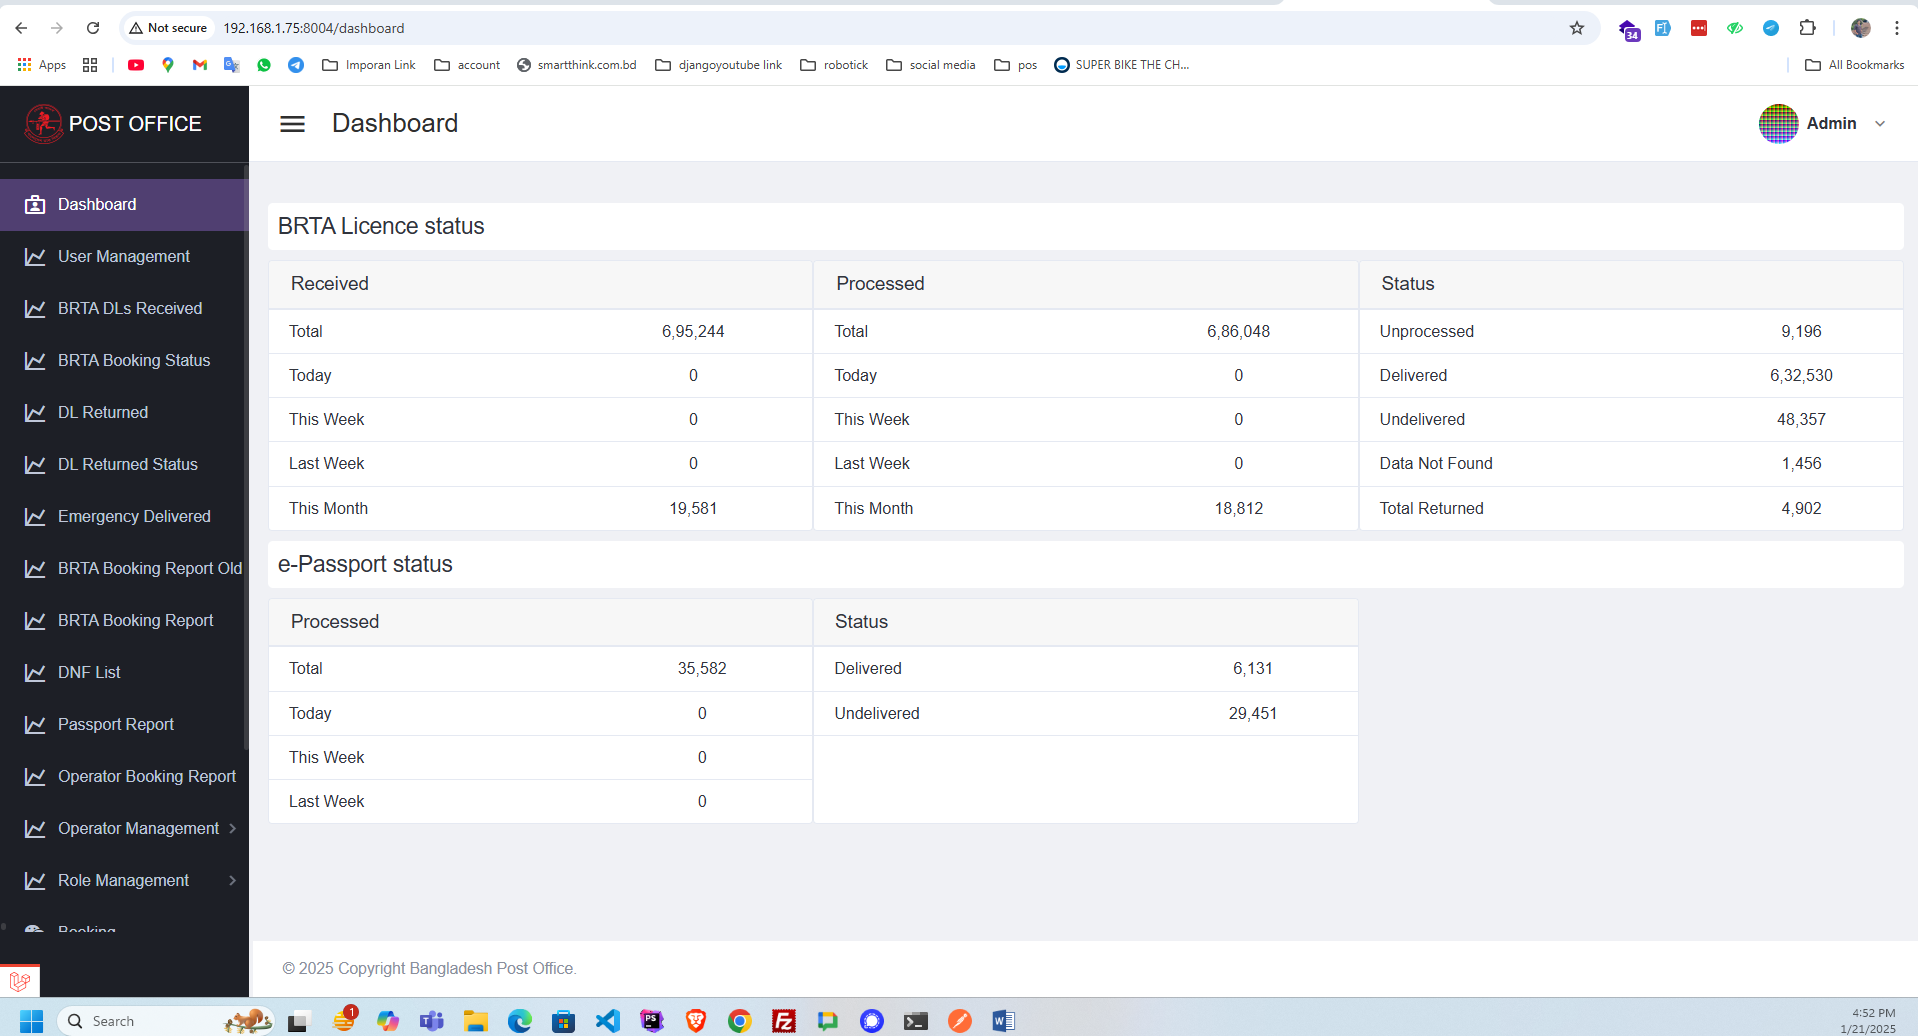 Not secure 192.168.1.75:8004/dashboard
34
Apps Imporan Link account smartthink.com.bd djangoyoutube link robotick social media pos SUPER BIKE THE CH... All Bookmarks
POST OFFICE
Dashboard
Admin
Dashboard
User Management
BRTA DLs Received
BRTA Booking Status
DL Returned
DL Returned Status
Emergency Delivered
BRTA Booking Report Old
BRTA Booking Report
DNF List
Passport Report
Operator Booking Report
Operator Management
Role Management
Booking
BRTA Licence status
Received Processed Status
Total 6,95,244 Total 6,86,048 Unprocessed 9,196
Today 0 Today 0 Delivered 6,32,530
This Week 0 This Week 0 Undelivered 48,357
Last Week 0 Last Week 0 Data Not Found 1,456
This Month 19,581 This Month 18,812 Total Returned 4,902
e-Passport status
Processed Status
Total 35,582 Delivered 6,131
Today 0 Undelivered 29,451
This Week 0
Last Week 0
© 2025 Copyright Bangladesh Post Office.
Search
1
4:52 PM
1/21/2025